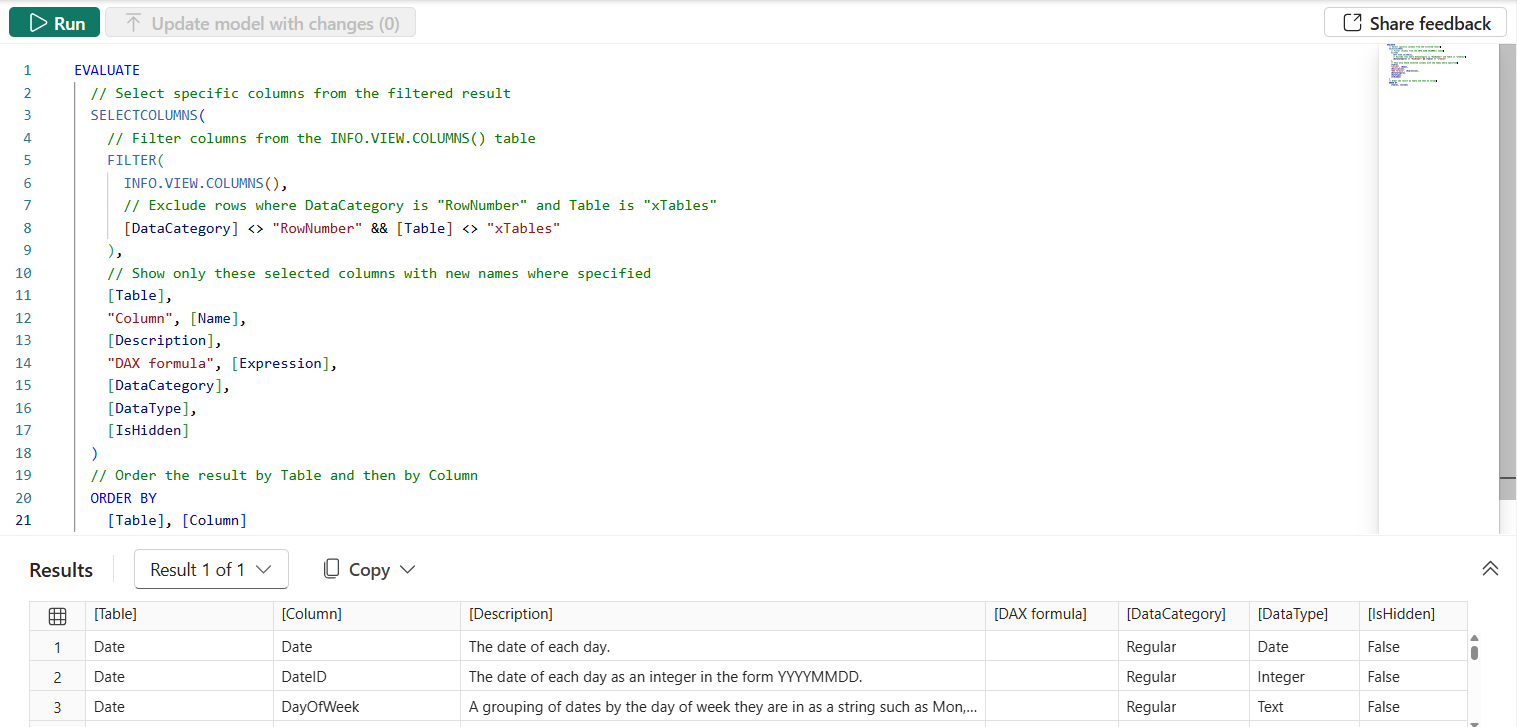 Run Update model with changes (0) Share feedback
1 EVALUATE
2 // Select specific columns from the filtered result
3 SELECTCOLUMNS(
4 // Filter columns from the INFO.VIEW.COLUMNS() table
5 FILTER(
6 INFO.VIEW.COLUMNS(),
7 // Exclude rows where DataCategory is "RowNumber" and Table is "xTables"
8 [DataCategory] <> "RowNumber" && [Table] <> "xTables"
9 ),
10 // Show only these selected columns with new names where specified
11 [Table],
12 "Column", [Name],
13 [Description],
14 "DAX formula", [Expression],
15 [DataCategory],
16 [DataType],
17 [IsHidden]
18 )
19 // Order the result by Table and then by Column
20 ORDER BY
21 [Table], [Column]
Results Result 1 of 1 Copy
[Table] [Column] [Description] [DAX formula] [DataCategory] [DataType] [IsHidden]
1 Date Date The date of each day. Regular Date False
2 Date DateID The date of each day as an integer in the form YYYYMMDD. Regular Integer False
3 Date DayOfWeek A grouping of dates by the day of week they are in as a string such as Mon,... Regular Text False